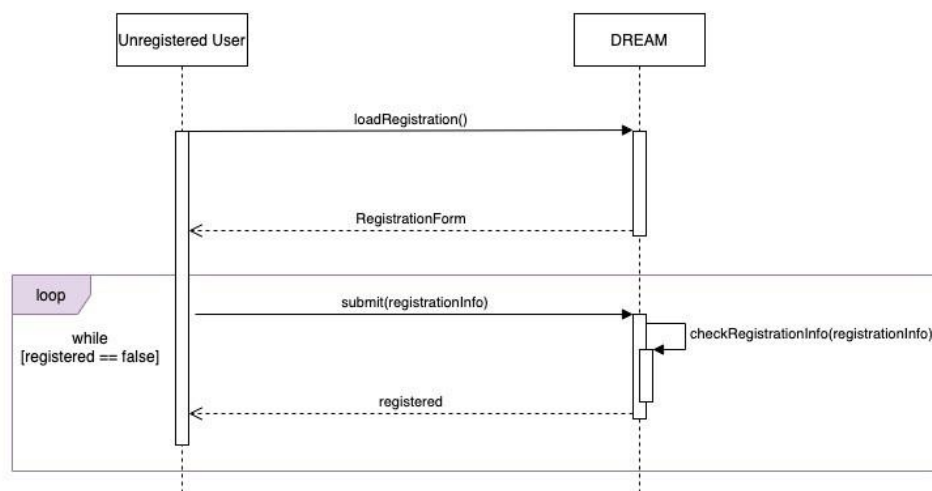 Unregistered User
DREAM
loadRegistration()
RegistrationForm
loop
while
[registered == false]
submit(registrationInfo)
checkRegistrationInfo(registrationInfo)
registered